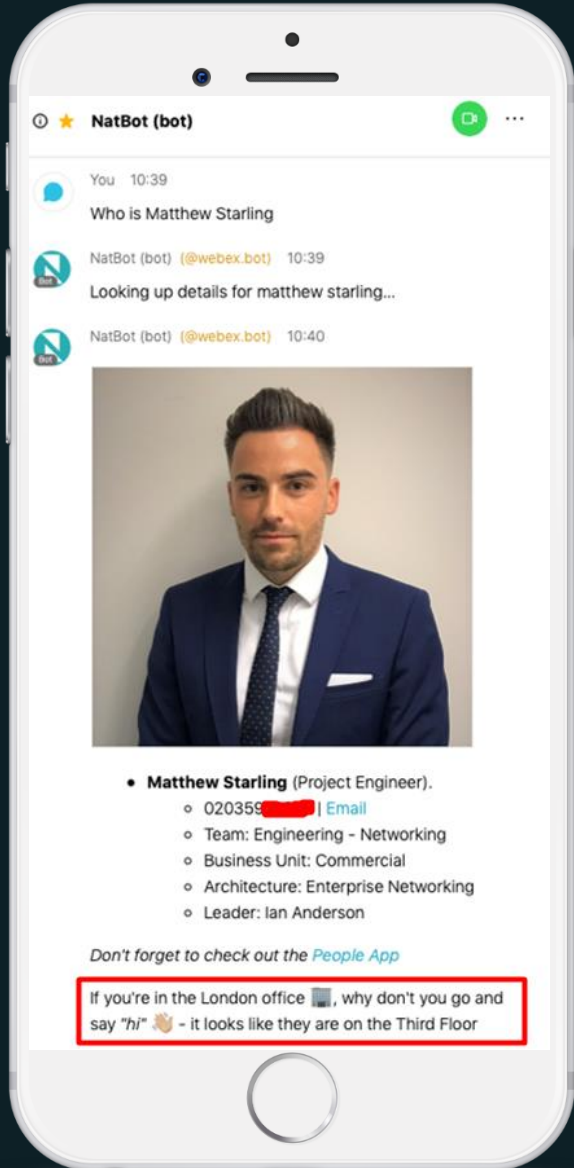 NatBot (bot)
You 10:39
Who is Matthew Starling
NatBot (bot) (@webex.bot) 10:39
Looking up details for matthew starling...
Bot
NatBot (bot) (@webex.bot) 10:40
Bot
Matthew Starling (Project Engineer).
020359 | Email
Team: Engineering - Networking
Business Unit: Commercial
Architecture: Enterprise Networking
Leader: Ian Anderson
Don't forget to check out the People App
If you're in the London office 🏢, why don't you go and
say "hi" 👋🏼 - it looks like they are on the Third Floor